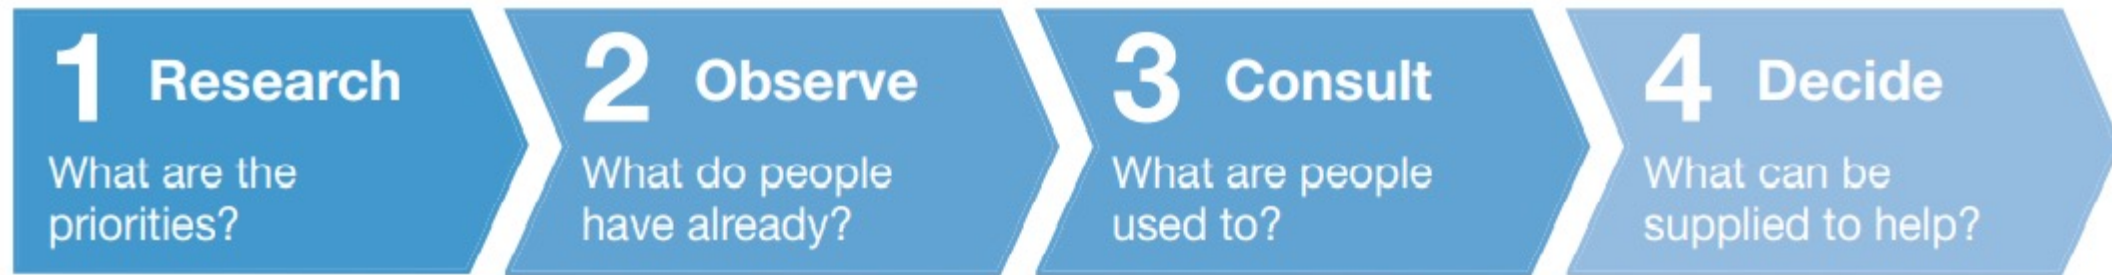 1 Research
What are the
priorities?
2 Observe
What do people
have already?
3 Consult
What are people
used to?
4 Decide
What can be
supplied to help?